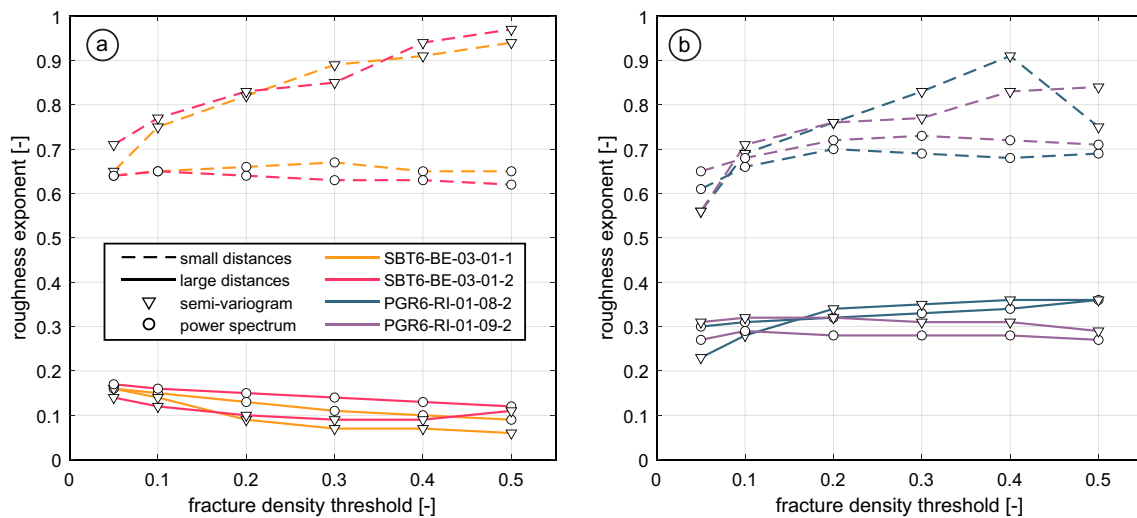 a
1
0.9
0.8
0.7
0.6
0.5
0.4
0.3
0.2
0.1
0
roughness exponent [-]
small distances
large distances
semi-variogram
power spectrum
SBT6-BE-03-01-1
SBT6-BE-03-01-2
PGR6-RI-01-08-2
PGR6-RI-01-09-2
0 0.1 0.2 0.3 0.4 0.5
fracture density threshold [-]
b
1
0.9
0.8
0.7
0.6
0.5
0.4
0.3
0.2
0.1
0
roughness exponent [-]
0 0.1 0.2 0.3 0.4 0.5
fracture density threshold [-]